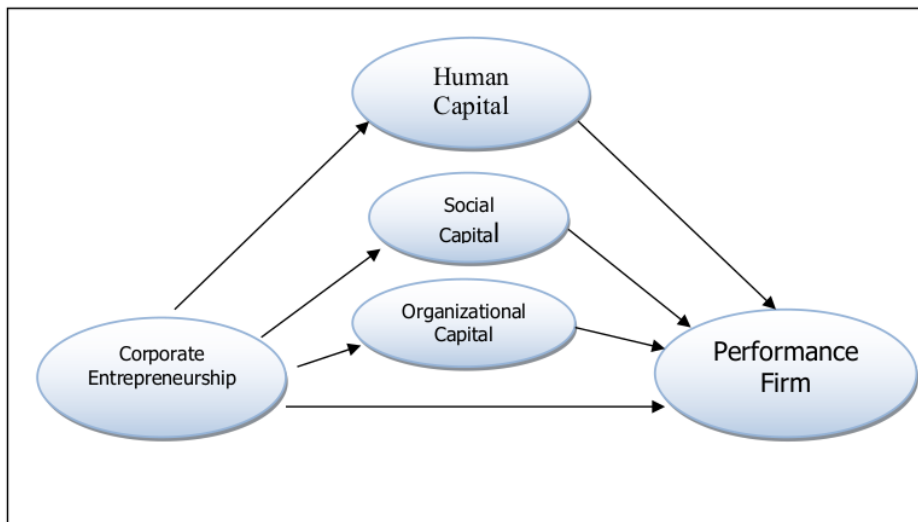 Human
Capital
Social
Capital
Organizational
Capital
Corporate
Entrepreneurship
Performance
Firm